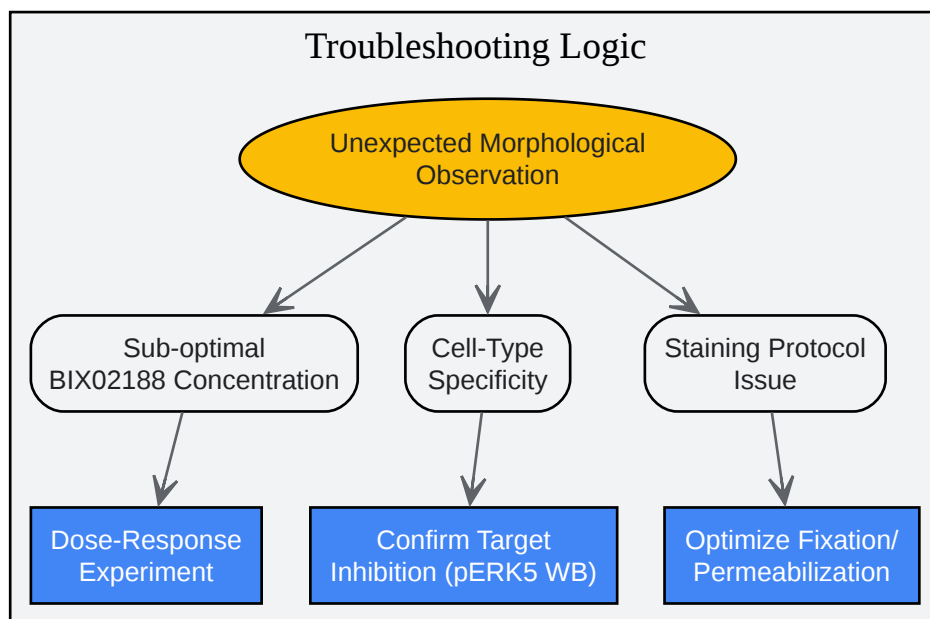 Troubleshooting Logic
Unexpected Morphological
Observation
Sub-optimal
BIX02188 Concentration
Cell-Type
Specificity
Staining Protocol
Issue
Dose-Response
Experiment
Confirm Target
Inhibition (pERK5 WB)
Optimize Fixation/
Permeabilization